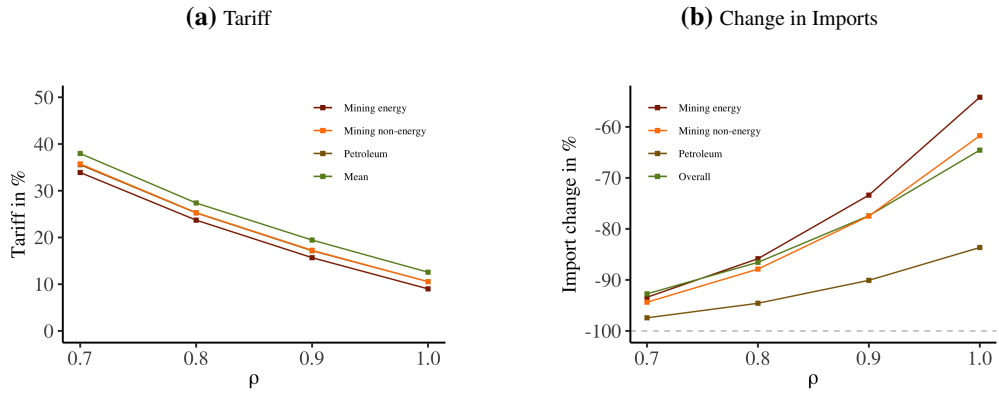 (a) Tariff
50
40
30
20
10
0
Tariff in %
0.7 0.8 0.9 1.0
ρ
Mining energy
Mining non-energy
Petroleum
Mean
(b) Change in Imports
-60
-70
-80
-90
-100
Import change in %
0.7 0.8 0.9 1.0
ρ
Mining energy
Mining non-energy
Petroleum
Overall